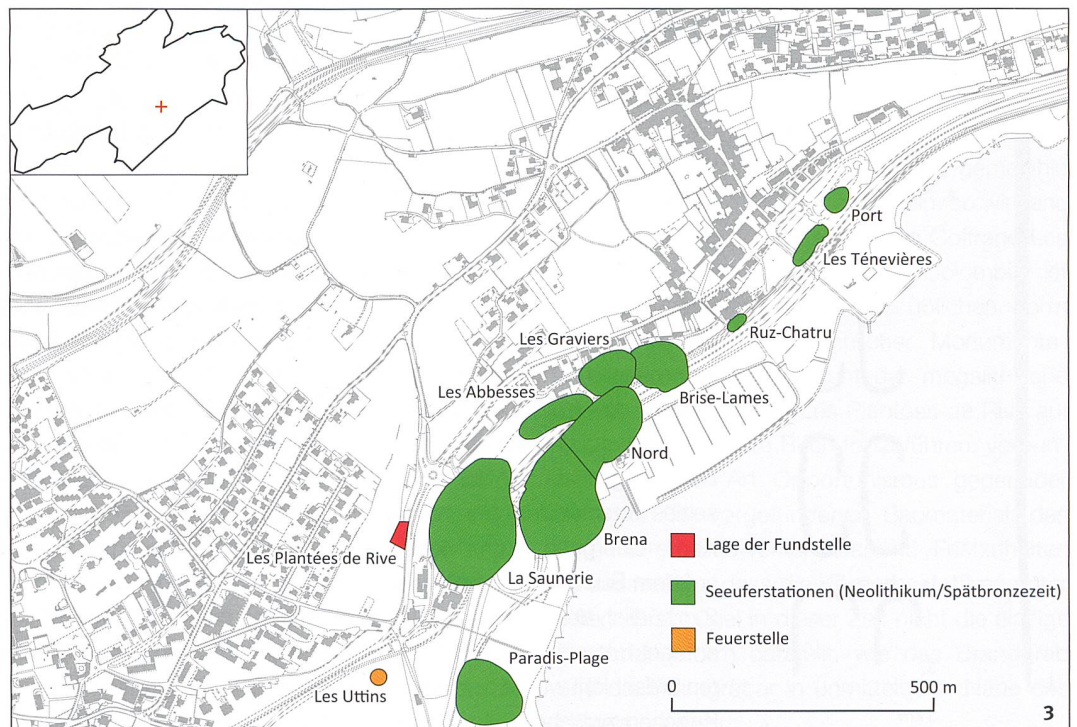 Port
Les Ténevières
Ruz-Chatru
Les Graviers
Brise-Lames
Les Abbesses
Nord
Brena
Les Plantées de Rive
La Saunerie
Lage der Fundstelle
Seeuferstationen (Neolithikum/Spätbronzezeit)
Feuerstelle
Paradis-Plage
Les Uttins
0 500 m
3